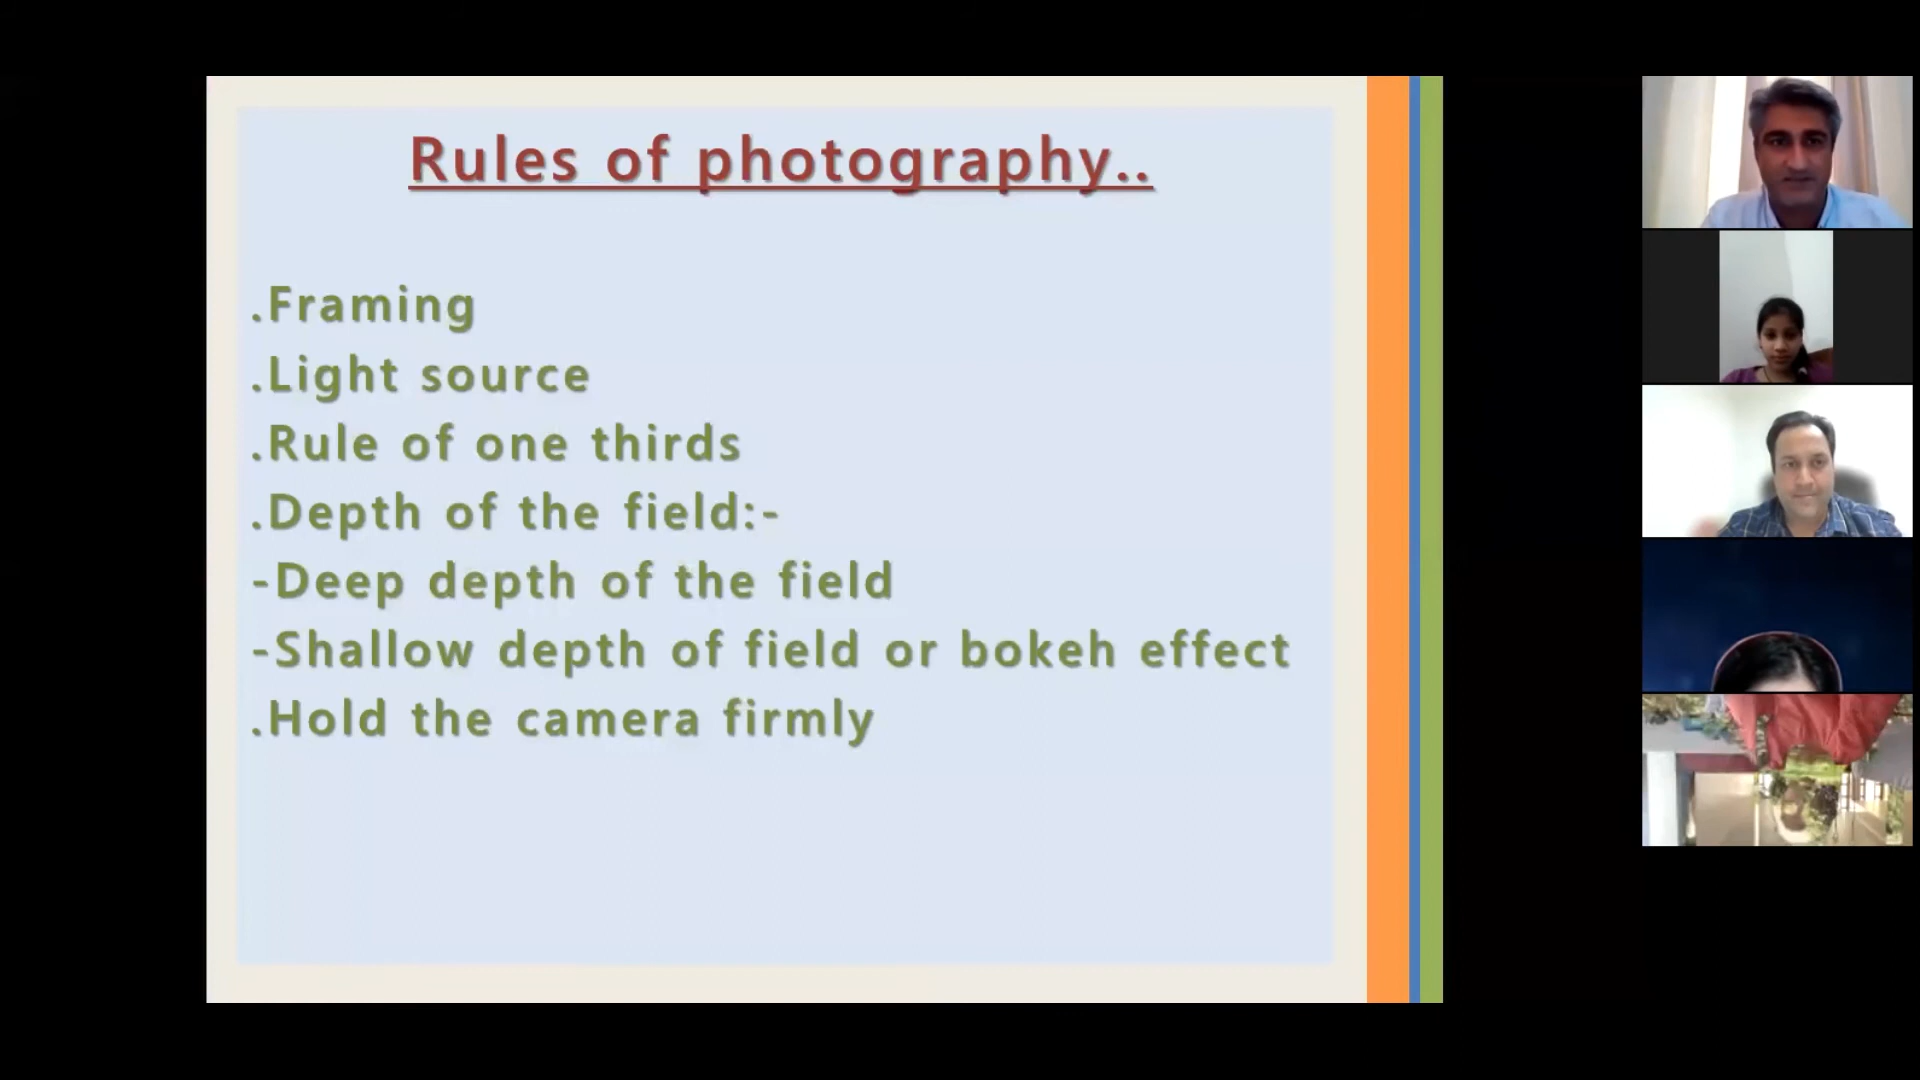 Rules of photography..
.Framing
.Light source
.Rule of one thirds
.Depth of the field:-
-Deep depth of the field
-Shallow depth of field or bokeh effect
.Hold the camera firmly